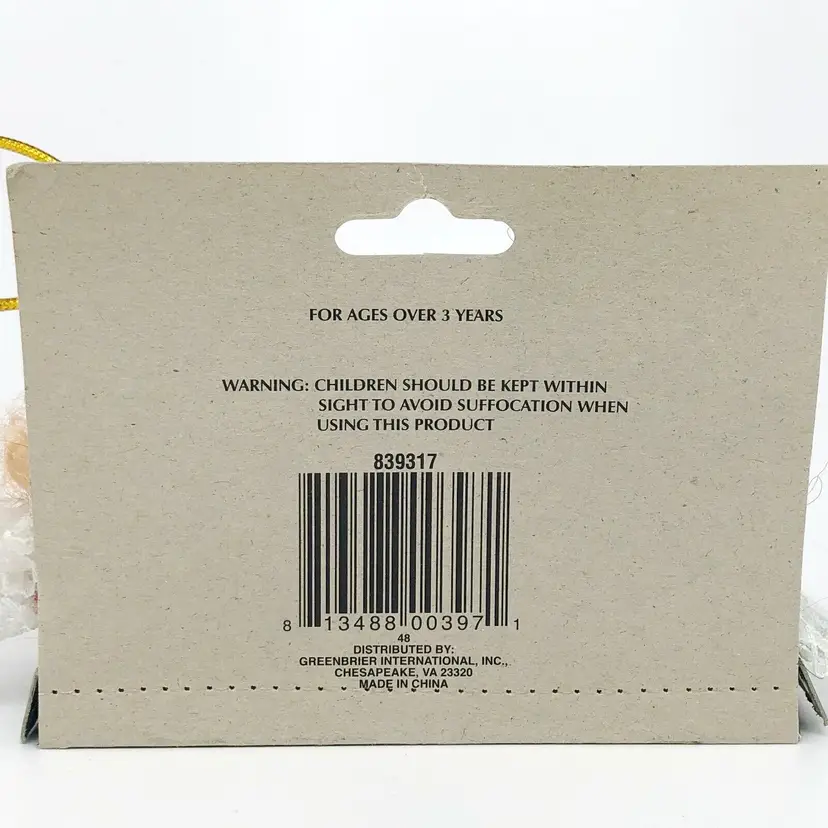 FOR AGES OVER 3 YEARS
WARNING: CHILDREN SHOULD BE KEPT WITHIN
SIGHT TO AVOID SUFFOCATION WHEN
USING THIS PRODUCT
839317
8 13488 00397 1
48
DISTRIBUTED BY:
GREENBRIER INTERNATIONAL, INC.,
CHESAPEAKE, VA 23320
MADE IN CHINA